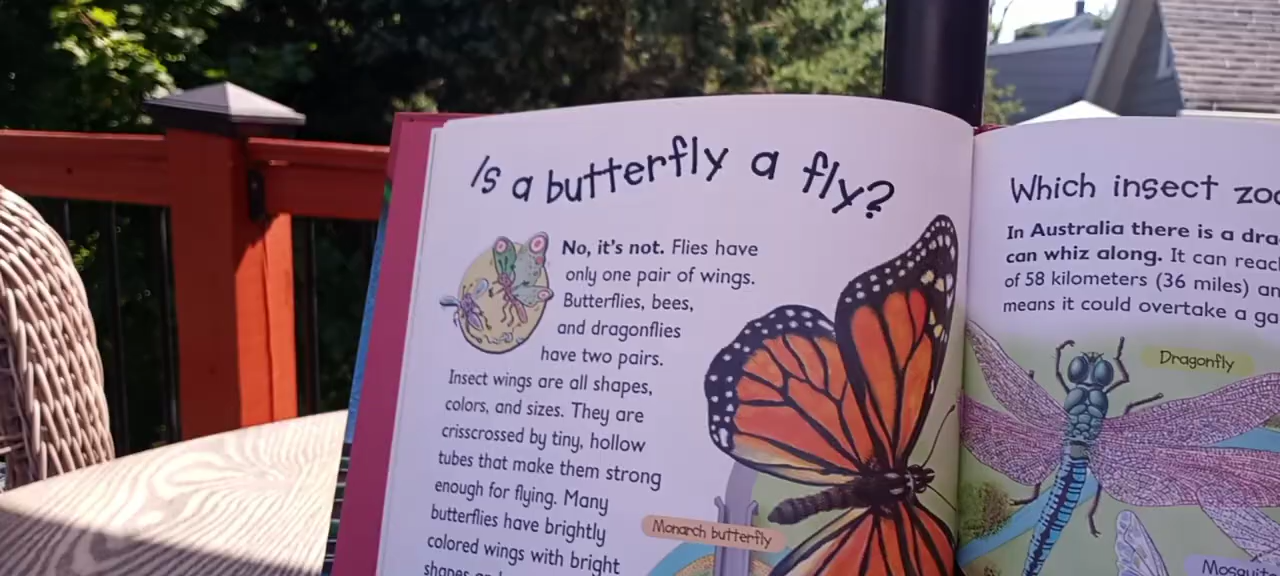 Is a butterfly a fly?
No, it's not. Flies have
only one pair of wings.
Butterflies, bees,
and dragonflies
have two pairs.
Insect wings are all shapes,
colors, and sizes. They are
crisscrossed by tiny, hollow
tubes that make them strong
enough for flying. Many
butterflies have brightly
colored wings with bright
shapes
Monarch butterfly
Which insect
In Australia there is a
can whiz along. It can
of 58 kilometers (36 miles)
means it could overtake a
Dragonfly